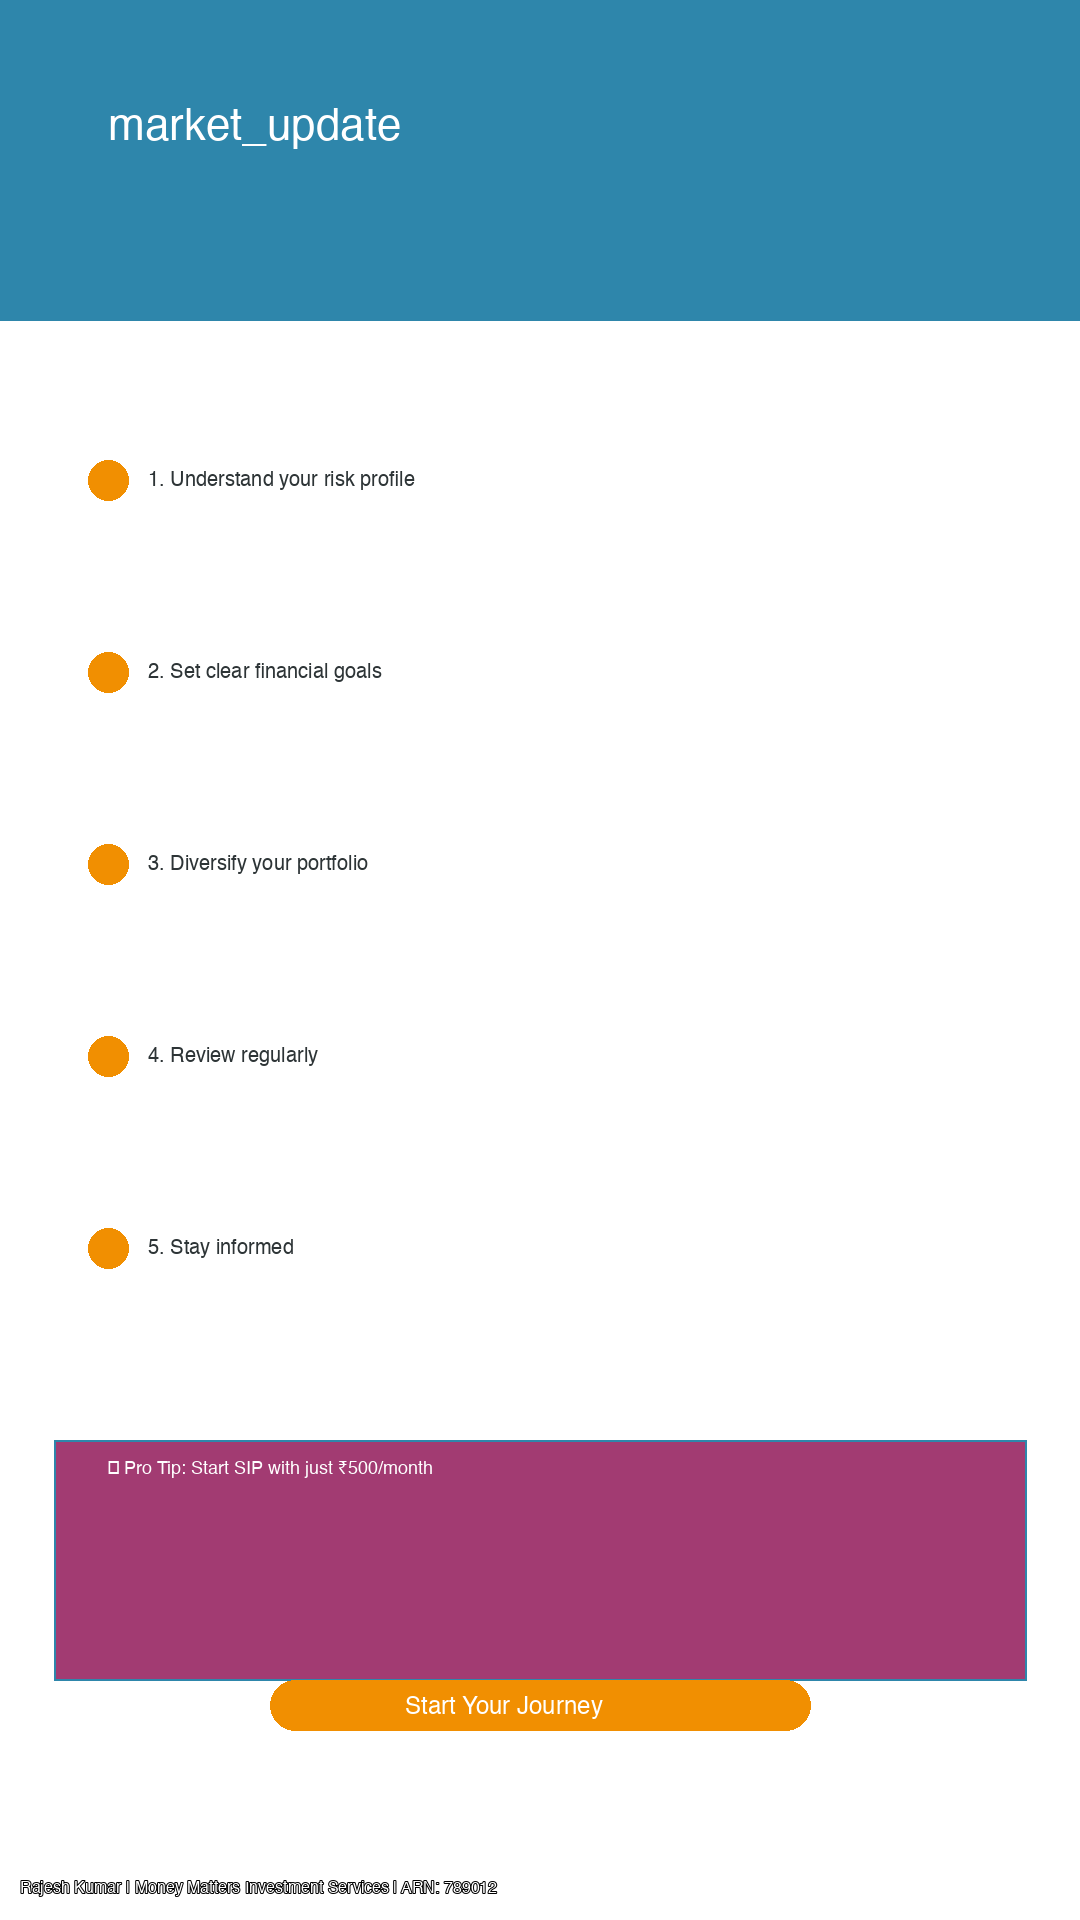 market_update
1. Understand your risk profile
2. Set clear financial goals
3. Diversify your portfolio
4. Review regularly
5. Stay informed
▯ Pro Tip: Start SIP with just ₹500/month
Start Your Journey
Rajesh Kumar | Money Matters Investment Services | ARN: 789012